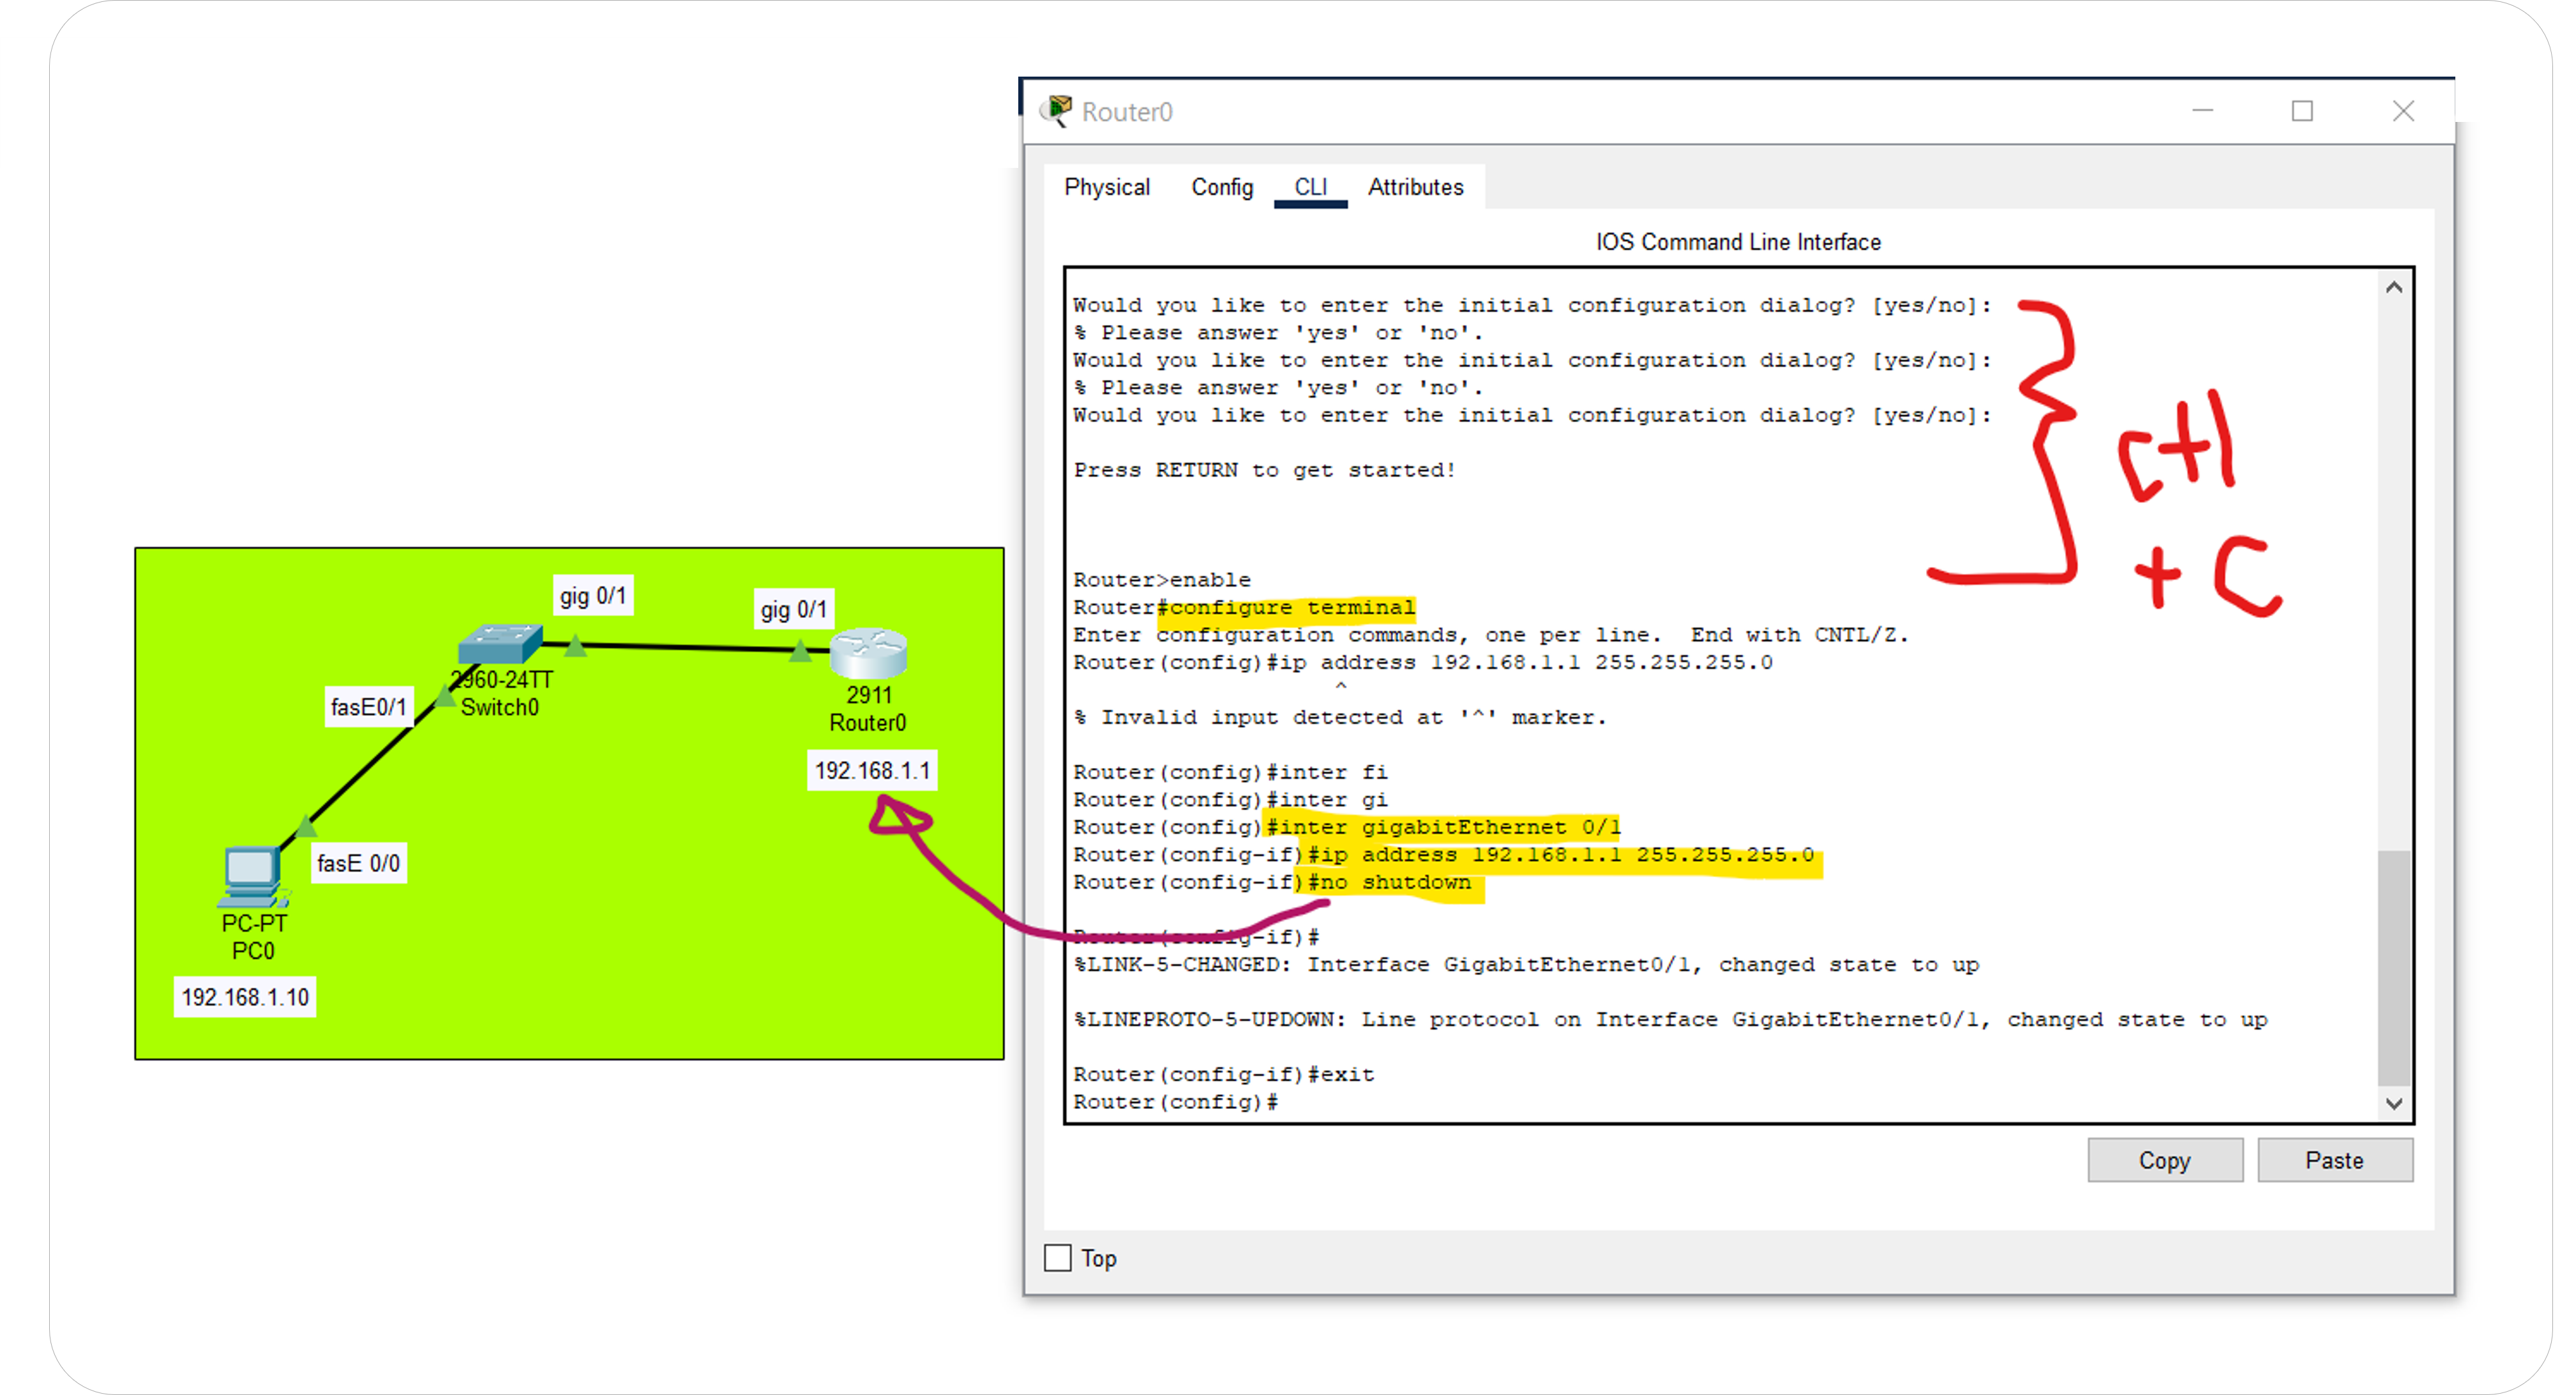 Router0
Physical Config CLI Attributes
IOS Command Line Interface
Would you like to enter the initial configuration dialog? [yes/no]:
% Please answer 'yes' or 'no'.
Would you like to enter the initial configuration dialog? [yes/no]:
% Please answer 'yes' or 'no'.
Would you like to enter the initial configuration dialog? [yes/no]:
Press RETURN to get started!
Router>enable
Router#configure terminal
Enter configuration commands, one per line.  End with CNTL/Z.
Router(config)#ip address 192.168.1.1 255.255.255.0
^
% Invalid input detected at '^' marker.
Router(config)#inter fi
Router(config)#inter gi
Router(config)#inter gigabitEthernet 0/1
Router(config-if)#ip address 192.168.1.1 255.255.255.0
Router(config-if)#no shutdown
Router(config-if)#
%LINK-5-CHANGED: Interface GigabitEthernet0/1, changed state to up
%LINEPROTO-5-UPDOWN: Line protocol on Interface GigabitEthernet0/1, changed state to up
Router(config-if)#exit
Router(config)#
Copy Paste
Top
ctl
+ C
gig 0/1
gig 0/1
2960-24TT
Switch0
fasE0/1
2911
Router0
192.168.1.1
fasE 0/0
PC-PT
PC0
192.168.1.10